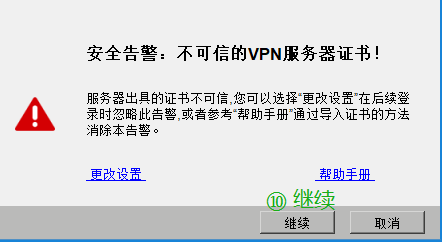 安全告警：不可信的VPN服务器证书！
服务器出具的证书不可信,您可以选择“更改设置”在后续登
录时忽略此告警,或者参考“帮助手册”通过导入证书的方法
消除本告警。
更改设置 帮助手册
⑩ 继续
继续 取消